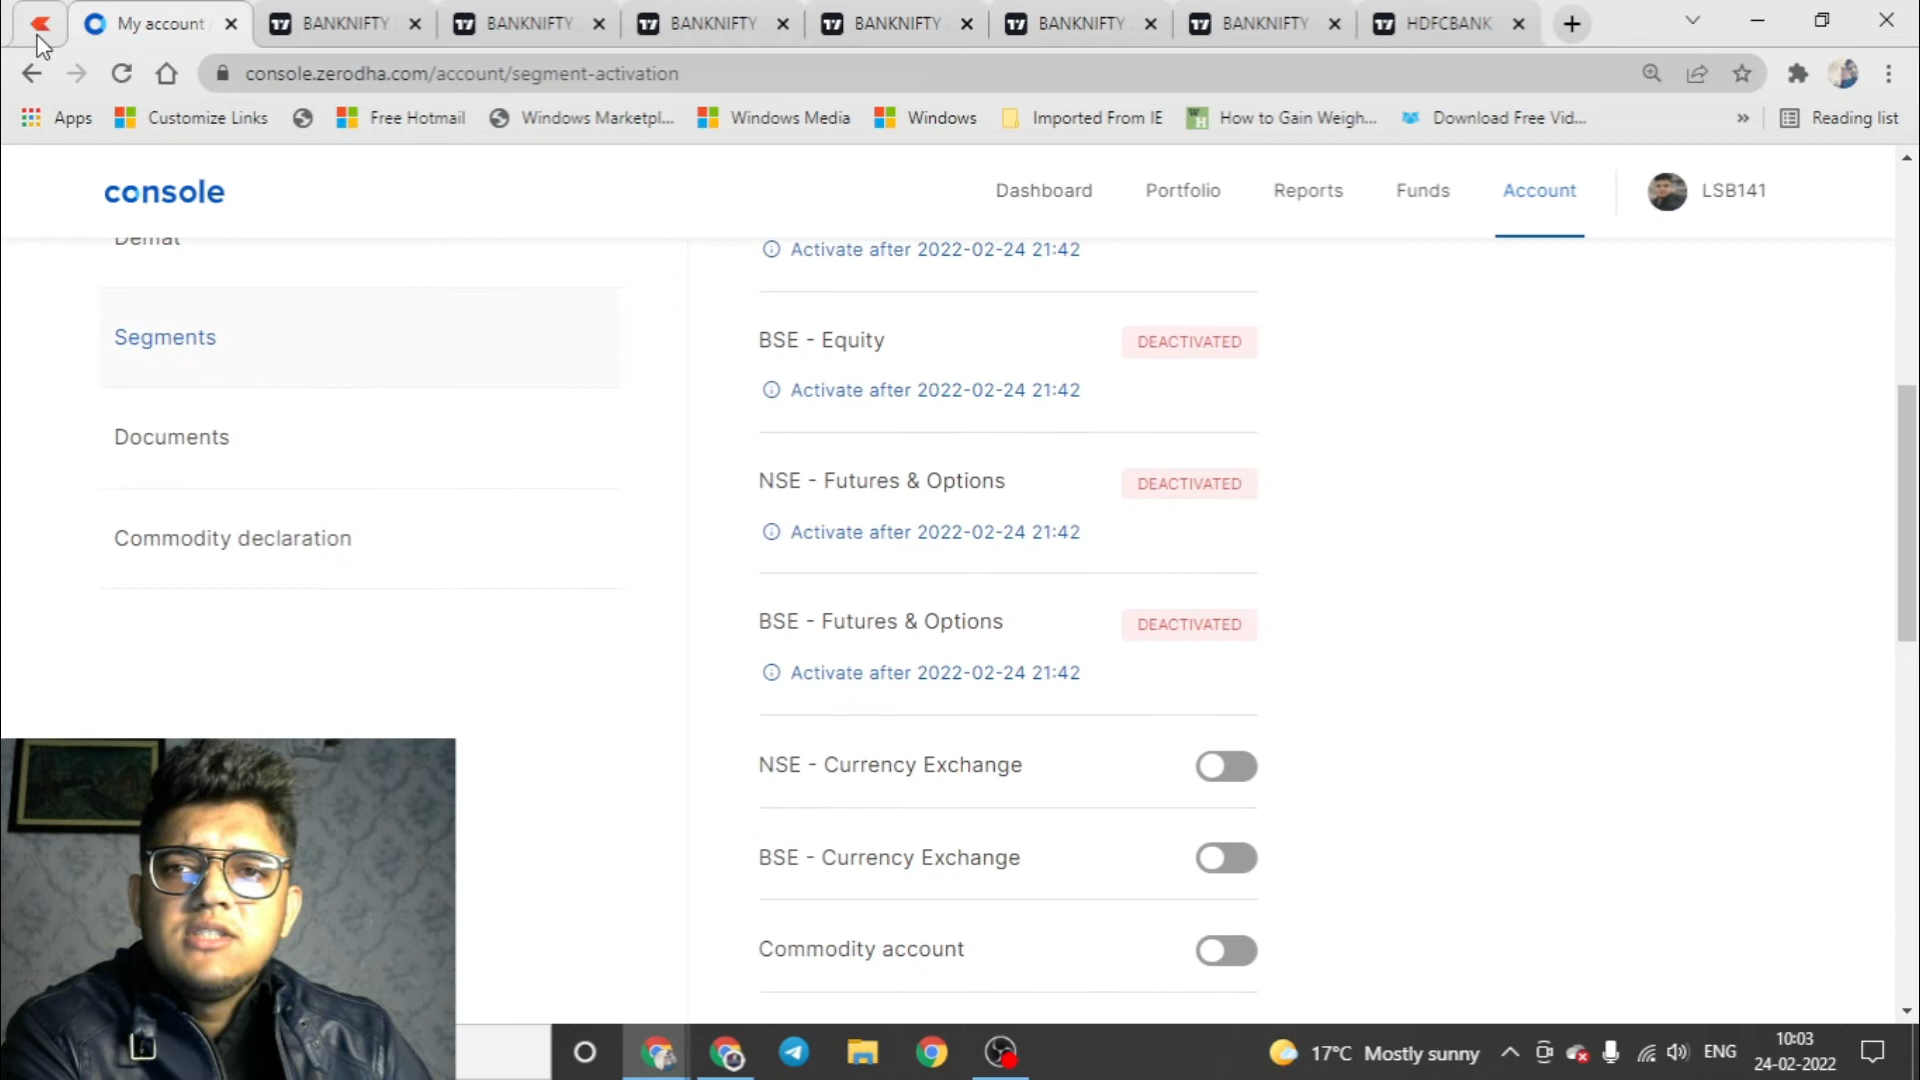 My account
BANKNIFTY
BANKNIFTY
BANKNIFTY
BANKNIFTY
BANKNIFTY
BANKNIFTY
HDFCBANK
console.zerodha.com/account/segment-activation
Apps
Customize Links
Free Hotmail
Windows Marketpl...
Windows Media
Windows
Imported From IE
How to Gain Weigh...
Download Free Vid...
»
Reading list
console
Dashboard
Portfolio
Reports
Funds
Account
LSB141
Demat
Segments
Documents
Commodity declaration
Activate after 2022-02-24 21:42
BSE - Equity
DEACTIVATED
Activate after 2022-02-24 21:42
NSE - Futures & Options
DEACTIVATED
Activate after 2022-02-24 21:42
BSE - Futures & Options
DEACTIVATED
Activate after 2022-02-24 21:42
NSE - Currency Exchange
BSE - Currency Exchange
Commodity account
17°C Mostly sunny
ENG
10:03
24-02-2022